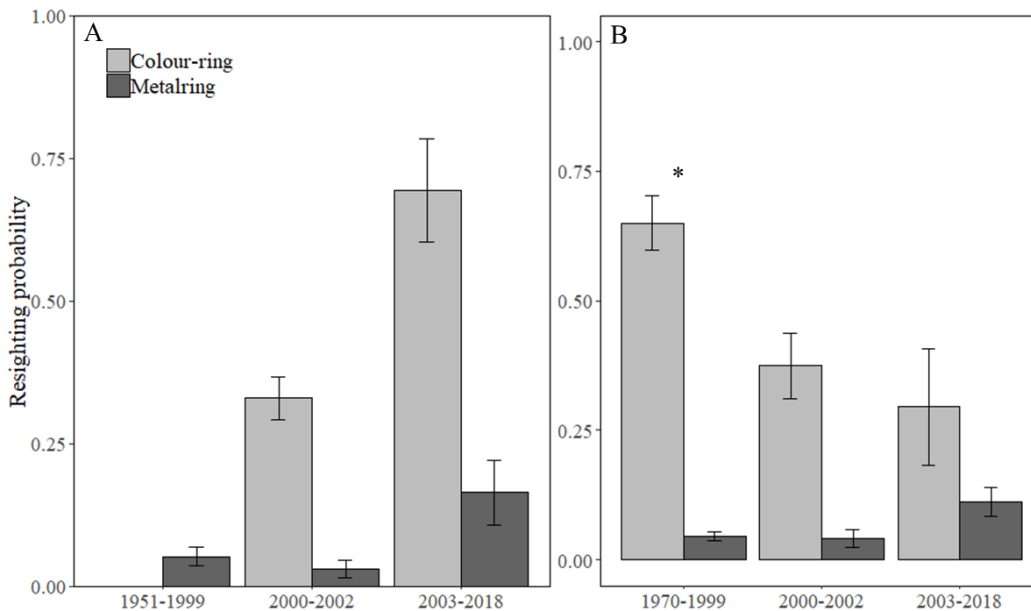 A
Colour-ring
Metalring
Resighting probability
1.00
0.75
0.50
0.25
0.00
1951-1999 2000-2002 2003-2018
B
*
1.00
0.75
0.50
0.25
0.00
1970-1999 2000-2002 2003-2018